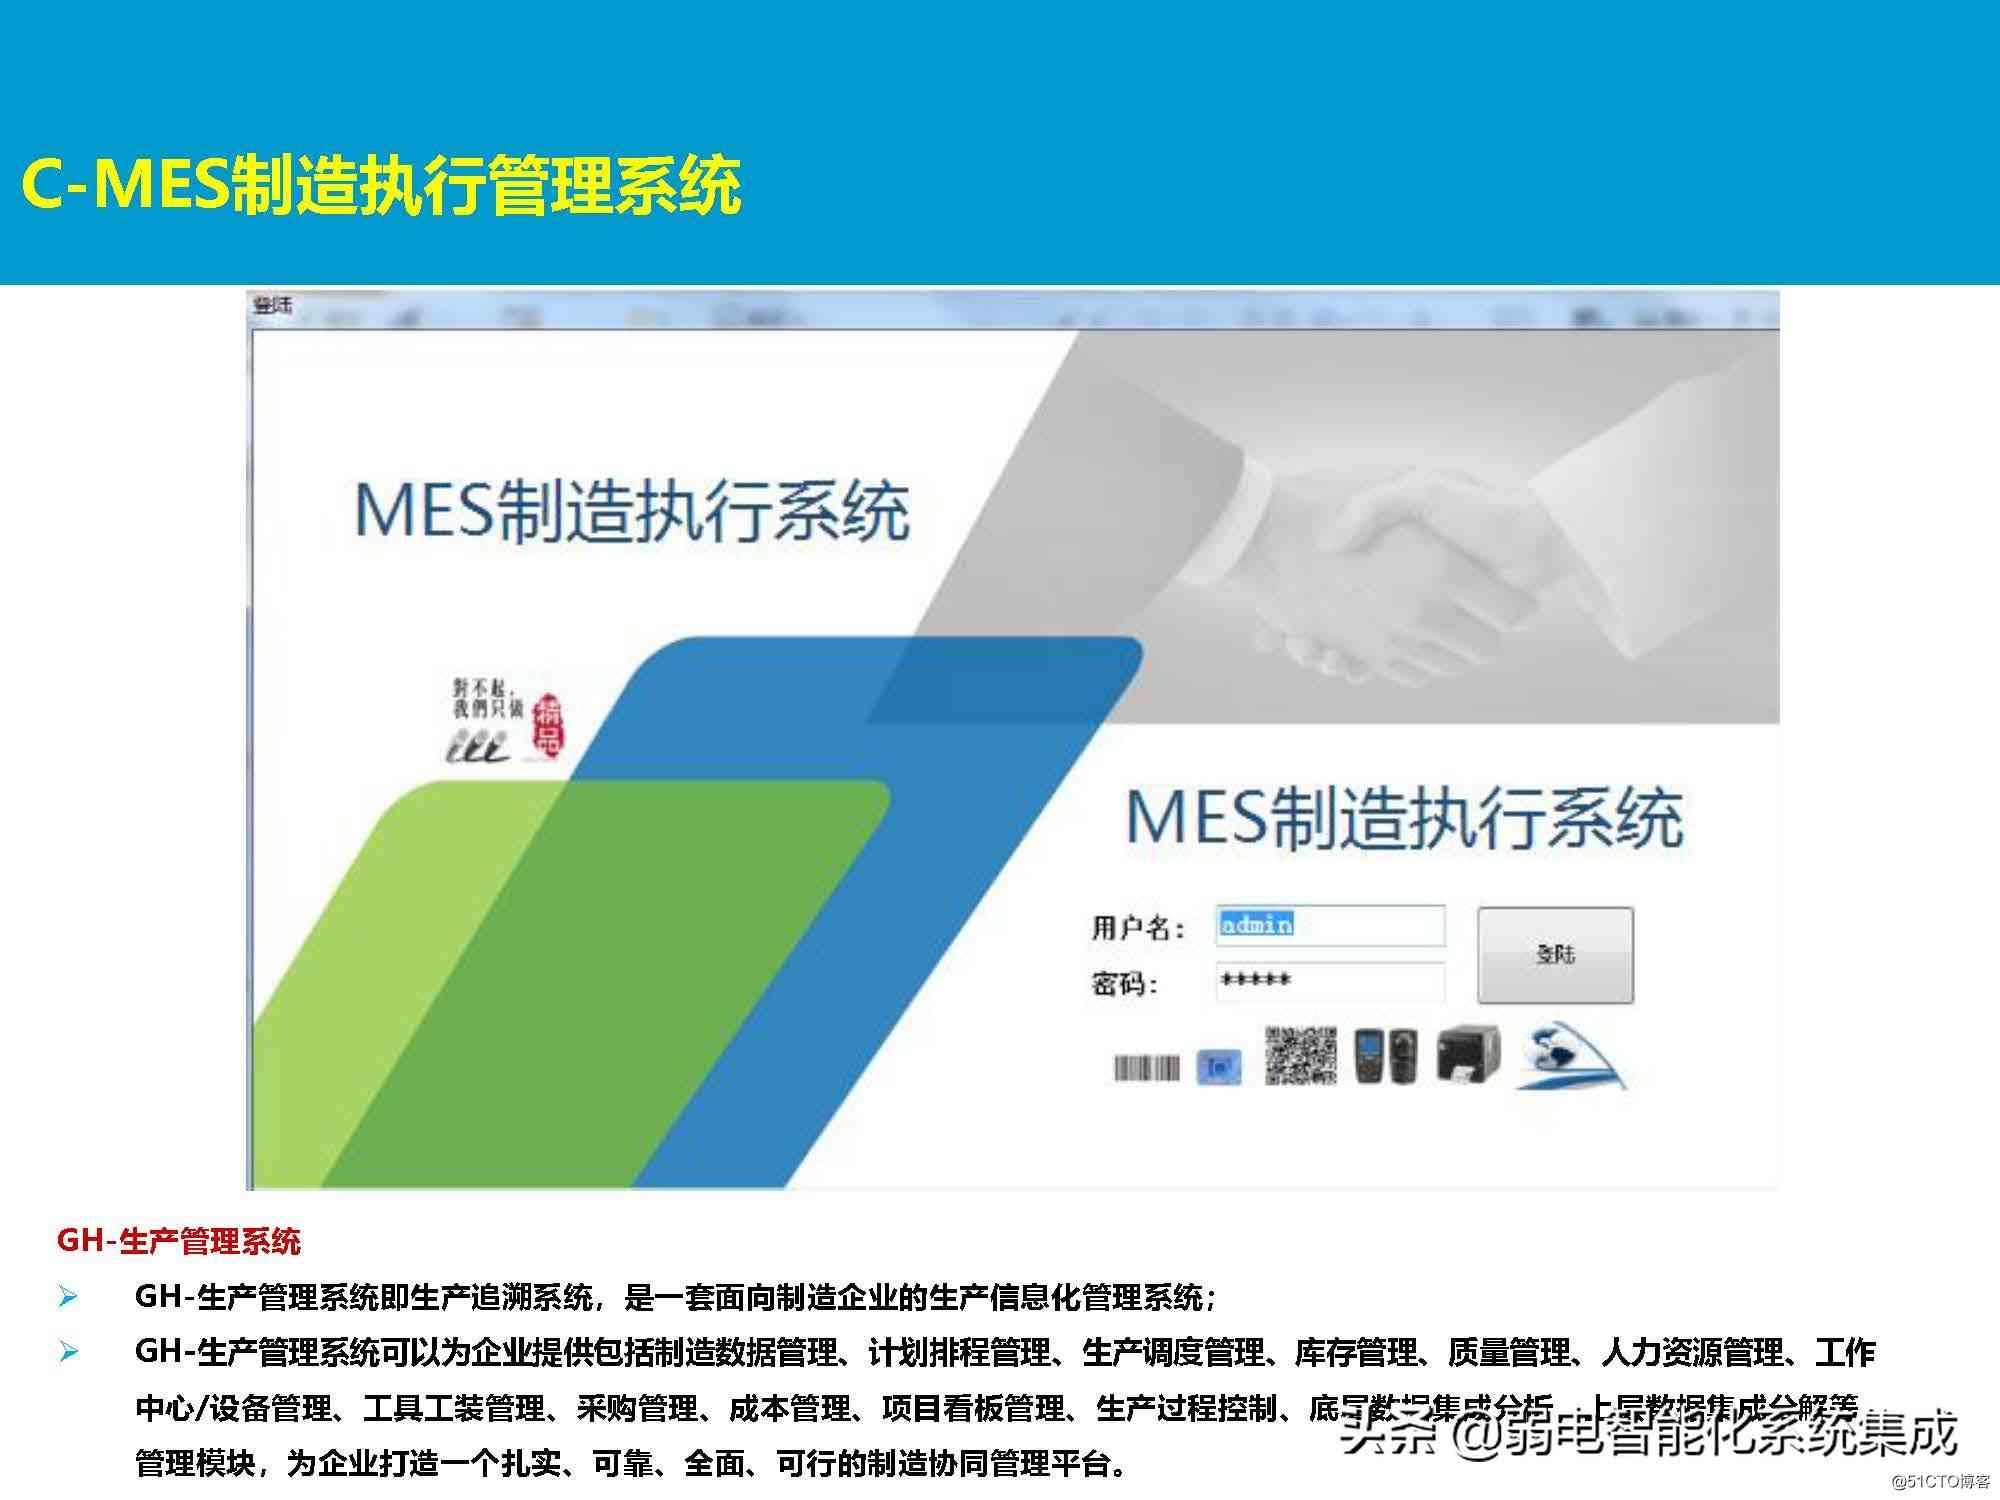 C-MES制造执行管理系统
登陆
MES制造执行系统
對不起，
我們只做
精品
MES制造执行系统
用户名： admin
登陆
密码： *****
GH-生产管理系统
➢ GH-生产管理系统即生产追溯系统，是一套面向制造企业的生产信息化管理系统；
➢ GH-生产管理系统可以为企业提供包括制造数据管理、计划排程管理、生产调度管理、库存管理、质量管理、人力资源管理、工作
中心/设备管理、工具工装管理、采购管理、成本管理、项目看板管理、生产过程控制、底层数据集成分析、上层数据集成分解等
管理模块，为企业打造一个扎实、可靠、全面、可行的制造协同管理平台。
头条 @弱电智能化系统集成
@51CTO博客